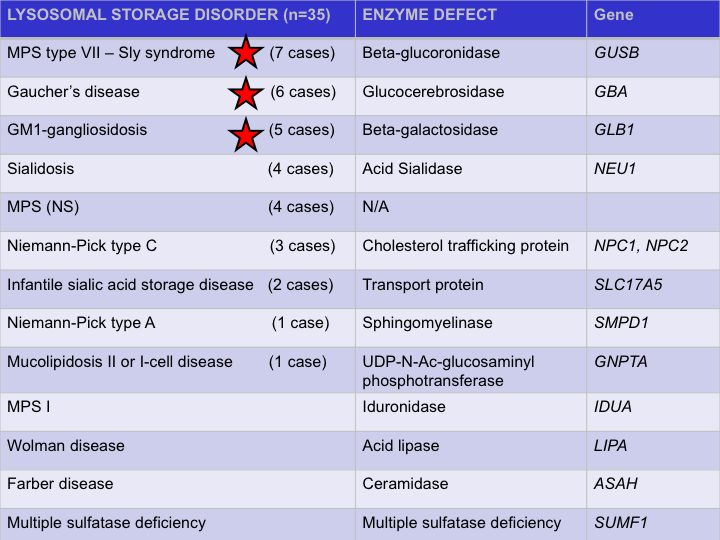 LYSOSOMAL STORAGE DISORDER (n=35) ENZYME DEFECT Gene
MPS type VII – Sly syndrome (7 cases) Beta-glucoronidase GUSB
Gaucher’s disease (6 cases) Glucocerebrosidase GBA
GM1-gangliosidosis (5 cases) Beta-galactosidase GLB1
Sialidosis (4 cases) Acid Sialidase NEU1
MPS (NS) (4 cases) N/A
Niemann-Pick type C (3 cases) Cholesterol trafficking protein NPC1, NPC2
Infantile sialic acid storage disease (2 cases) Transport protein SLC17A5
Niemann-Pick type A (1 case) Sphingomyelinase SMPD1
Mucolipidosis II or I-cell disease (1 case) UDP-N-Ac-glucosaminyl GNPTA
phosphotransferase
MPS I Iduronidase IDUA
Wolman disease Acid lipase LIPA
Farber disease Ceramidase ASAH
Multiple sulfatase deficiency Multiple sulfatase deficiency SUMF1